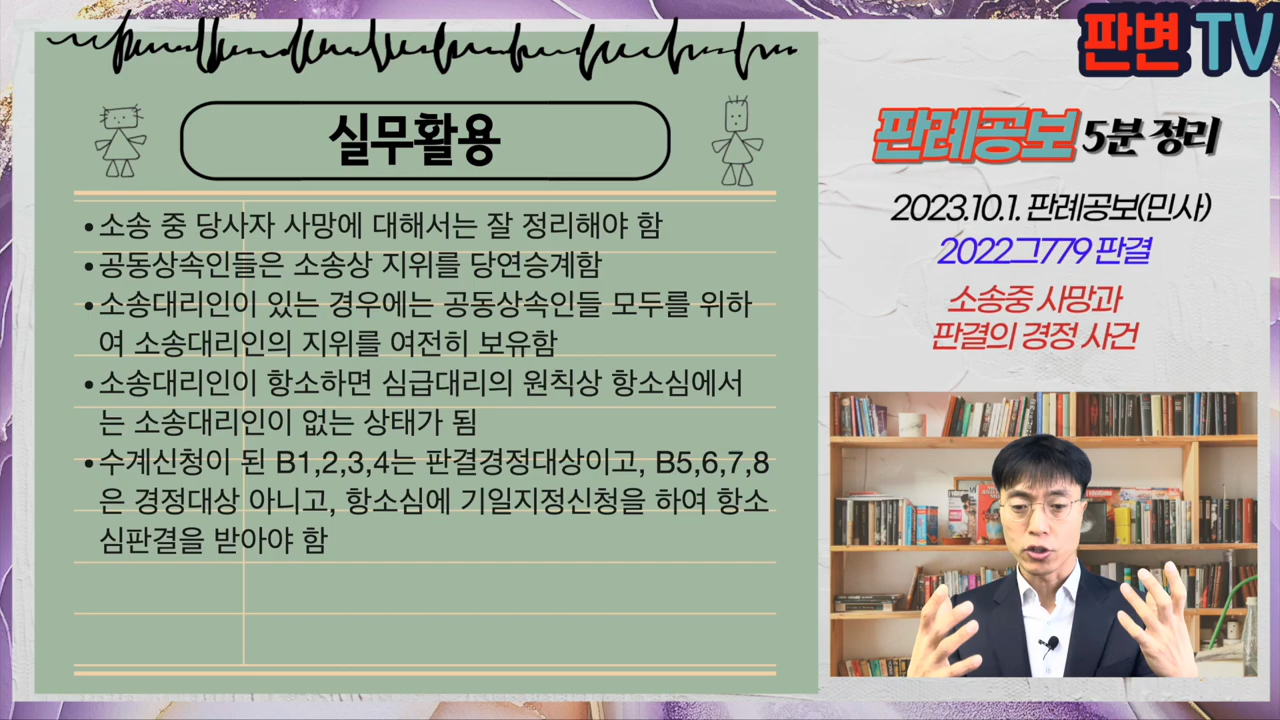 판변 TV
실무활용
• 소송 중 당사자 사망에 대해서는 잘 정리해야 함
• 공동상속인들은 소송상 지위를 당연승계함
• 소송대리인이 있는 경우에는 공동상속인들 모두를 위하
여 소송대리인의 지위를 여전히 보유함
• 소송대리인이 항소하면 심급대리의 원칙상 항소심에서
는 소송대리인이 없는 상태가 됨
• 수계신청이 된 B1,2,3,4는 판결경정대상이고, B5,6,7,8
은 경정대상 아니고, 항소심에 기일지정신청을 하여 항소
심판결을 받아야 함
판례공보 5분 정리
2023.10.1. 판례공보(민사)
2022그779 판결
소송중 사망과
판결의 경정 사건